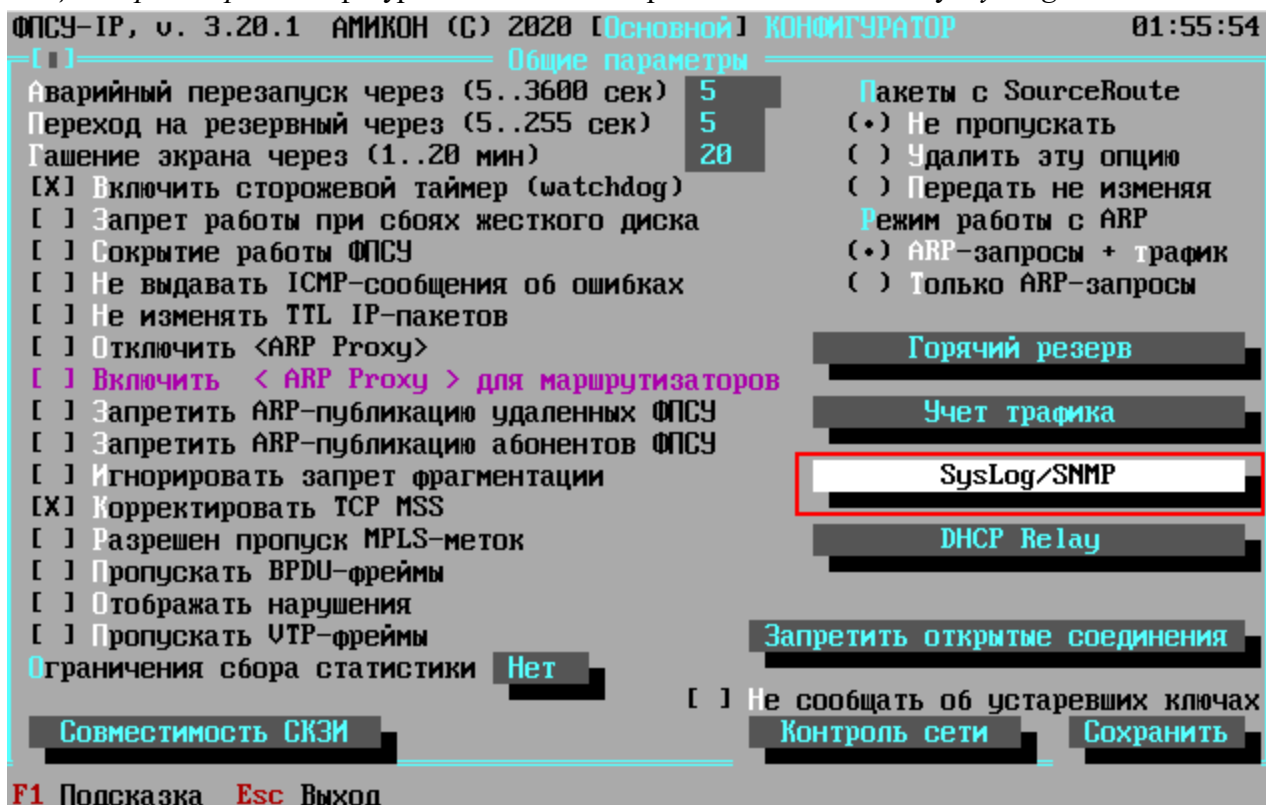 ФПСУ-IP, v. 3.20.1 АМИКОН (C) 2020 [Основной] КОНФИГУРАТОР 01:55:54
Общие параметры
Аварийный перезапуск через (5..3600 сек) 5
Переход на резервный через (5..255 сек) 5
Гашение экрана через (1..20 мин) 20
[X] Включить сторожевой таймер (watchdog)
[ ] Запрет работы при сбоях жесткого диска
[ ] Сокрытие работы ФПСУ
[ ] Не выдавать ICMP-сообщения об ошибках
[ ] Не изменять TTL IP-пакетов
[ ] Отключить <ARP Proxy>
[ ] Включить < ARP Proxy > для маршрутизаторов
[ ] Запретить ARP-публикацию удаленных ФПСУ
[ ] Запретить ARP-публикацию абонентов ФПСУ
[ ] Игнорировать запрет фрагментации
[X] Корректировать TCP MSS
[ ] Разрешен пропуск MPLS-меток
[ ] Пропускать BPDU-фреймы
[ ] Отображать нарушения
[ ] Пропускать VTP-фреймы
Ограничения сбора статистики Нет
Пакеты с SourceRoute
(•) Не пропускать
( ) Удалить эту опцию
( ) Передать не изменяя
Режим работы с ARP
(•) ARP-запросы + трафик
( ) Только ARP-запросы
Горячий резерв
Учет трафика
SysLog/SNMP
DHCP Relay
Запретить открытые соединения
[ ] Не сообщать об устаревших ключах
Совместимость СКЗИ
Контроль сети
Сохранить
F1 Подсказка Esc Выход